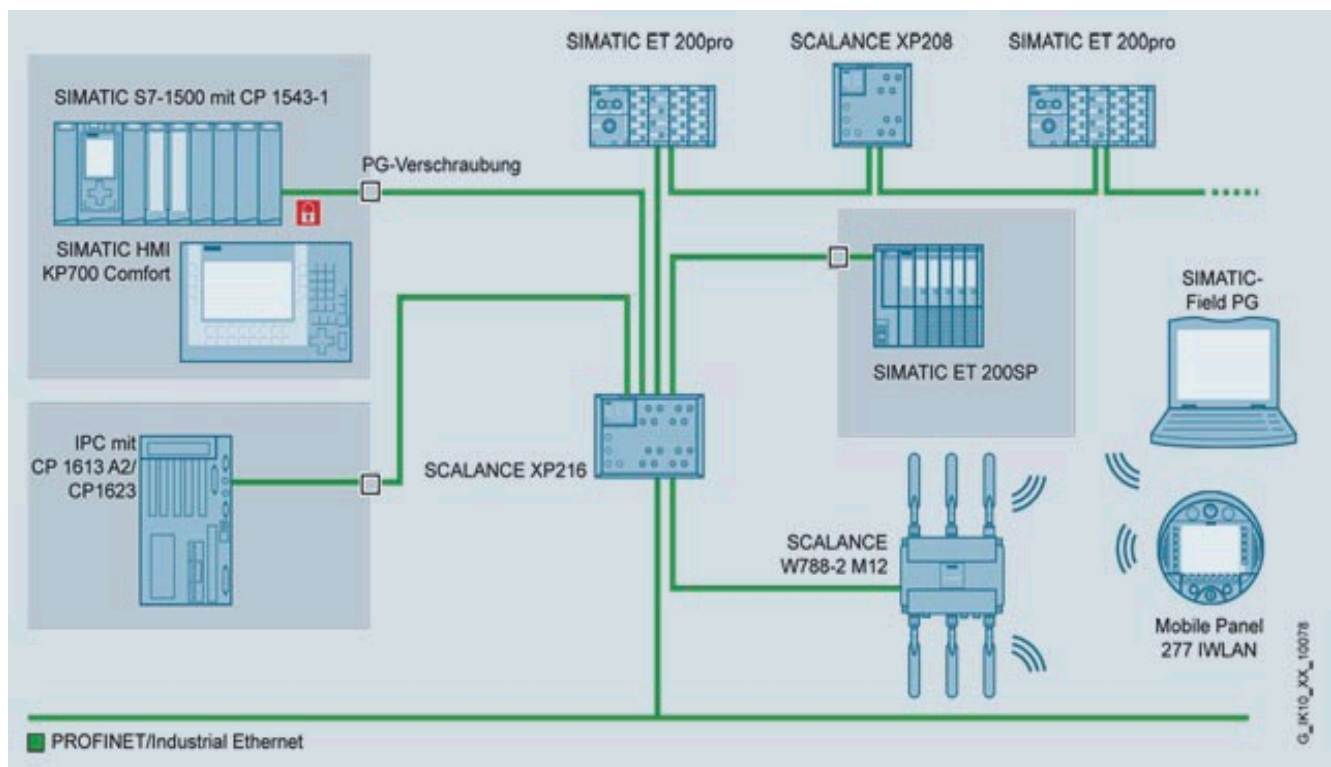 SIMATIC ET 200pro
SCALANCE XP208
SIMATIC ET 200pro
SIMATIC S7-1500 mit CP 1543-1
PG-Verschraubung
SIMATIC HMI
KP700 Comfort
SIMATIC-
Field PG
SIMATIC ET 200SP
IPC mit
CP 1613 A2/
CP1623
SCALANCE XP216
SCALANCE
W788-2 M12
Mobile Panel
277 IWLAN
G_IK10_XX_10078
PROFINET/Industrial Ethernet